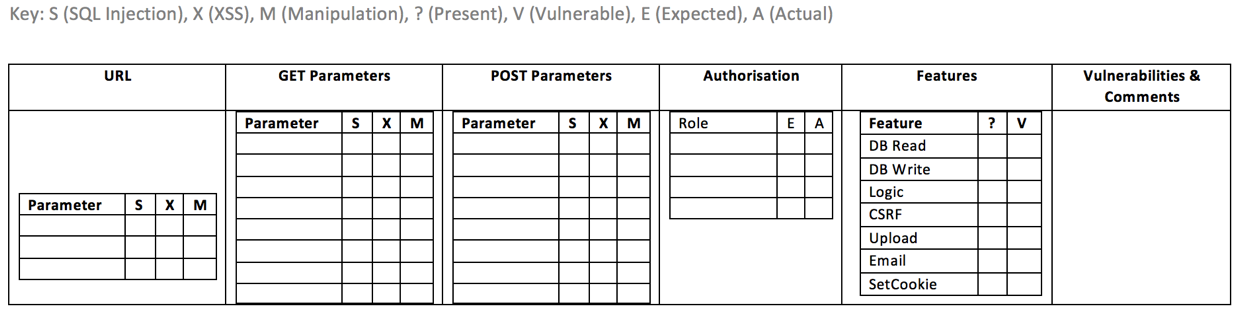 Key: S (SQL Injection), X (XSS), M (Manipulation), ? (Present), V (Vulnerable), E (Expected), A (Actual)
URL GET Parameters POST Parameters Authorisation Features Vulnerabilities &
Comments
Parameter S X M
Parameter S X M
Parameter S X M
Role E A
Feature ? V
DB Read
DB Write
Logic
CSRF
Upload
Email
SetCookie